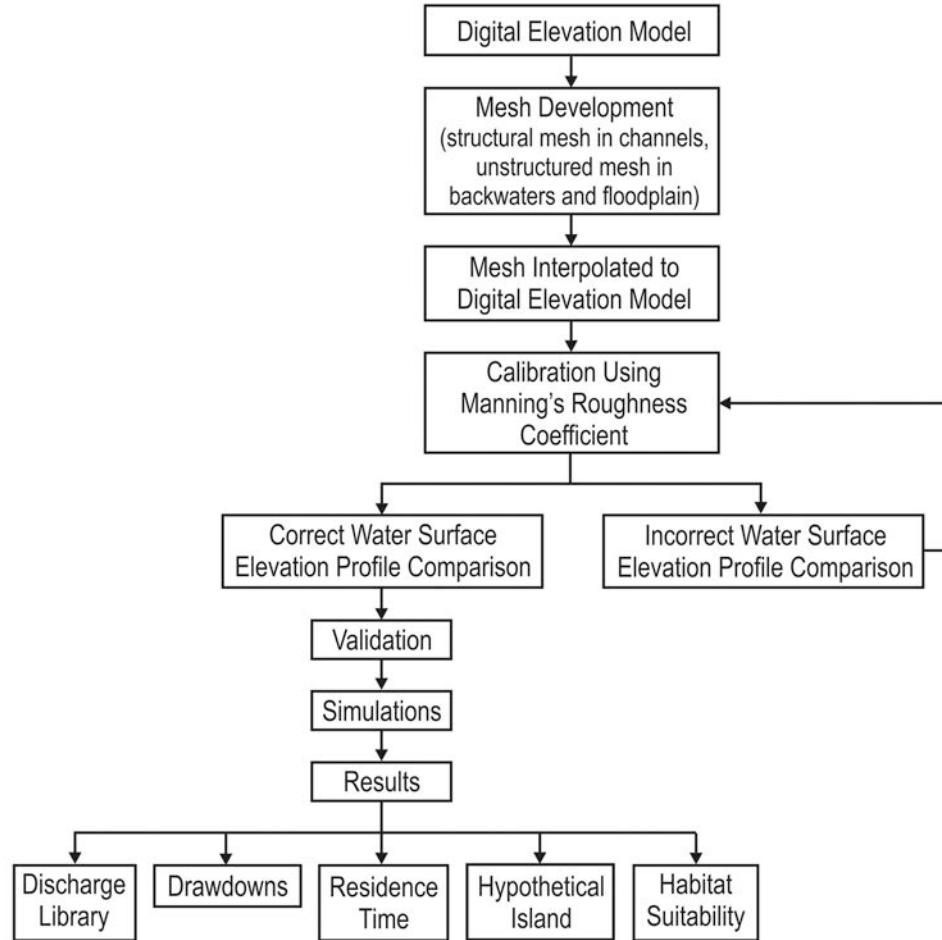 Digital Elevation Model
Mesh Development
(structural mesh in channels,
unstructured mesh in
backwaters and floodplain)
Mesh Interpolated to
Digital Elevation Model
Calibration Using
Manning's Roughness
Coefficient
Correct Water Surface
Elevation Profile Comparison
Incorrect Water Surface
Elevation Profile Comparison
Validation
Simulations
Results
Discharge
Library
Drawdowns
Residence
Time
Hypothetical
Island
Habitat
Suitability